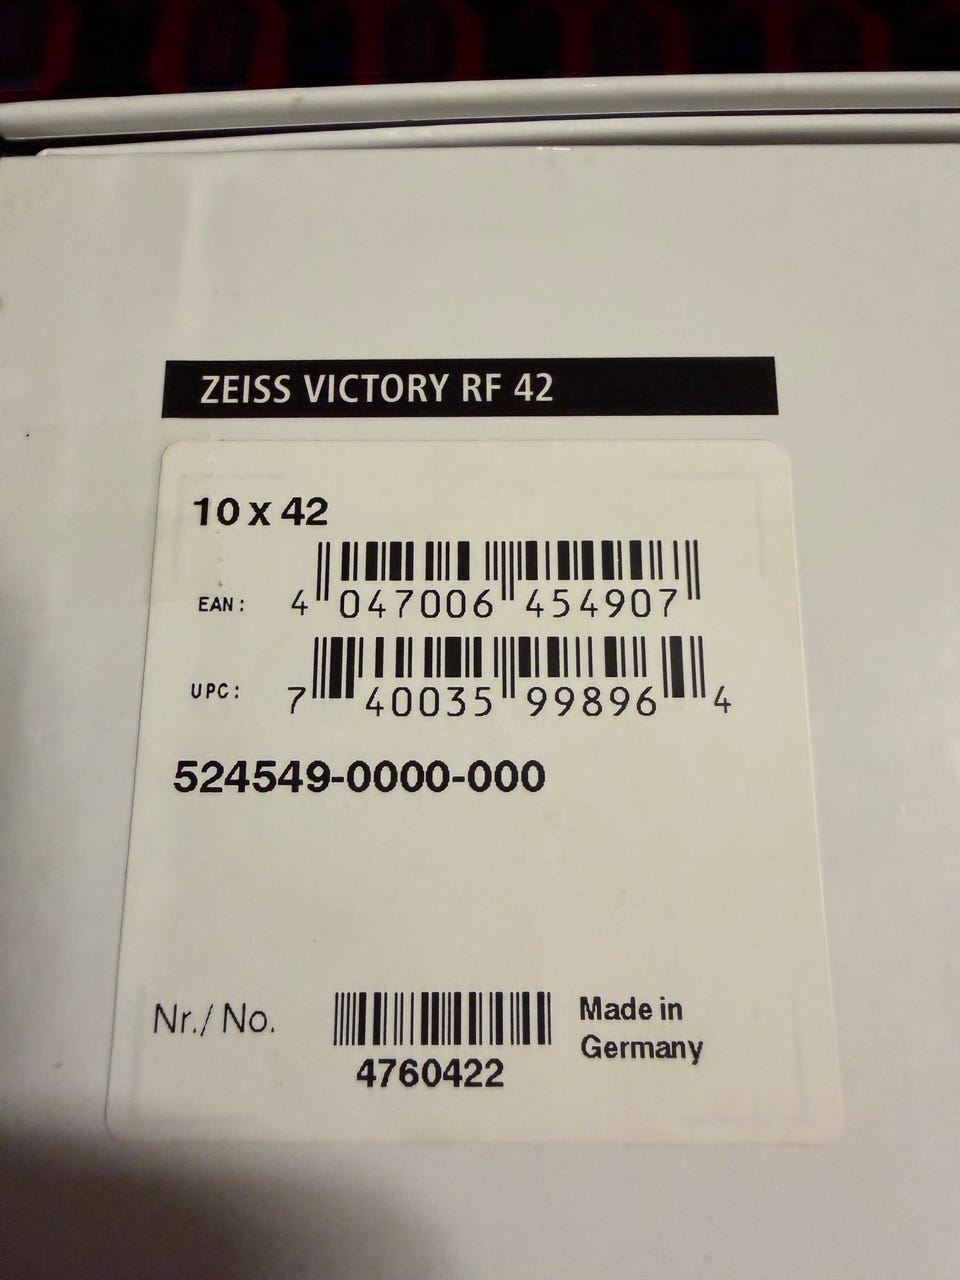 ZEISS VICTORY RF 42
10 x 42
EAN: 4 047006 454907
UPC: 7 40035 99896 4
524549-0000-000
Nr./ No.
4760422
Made in
Germany